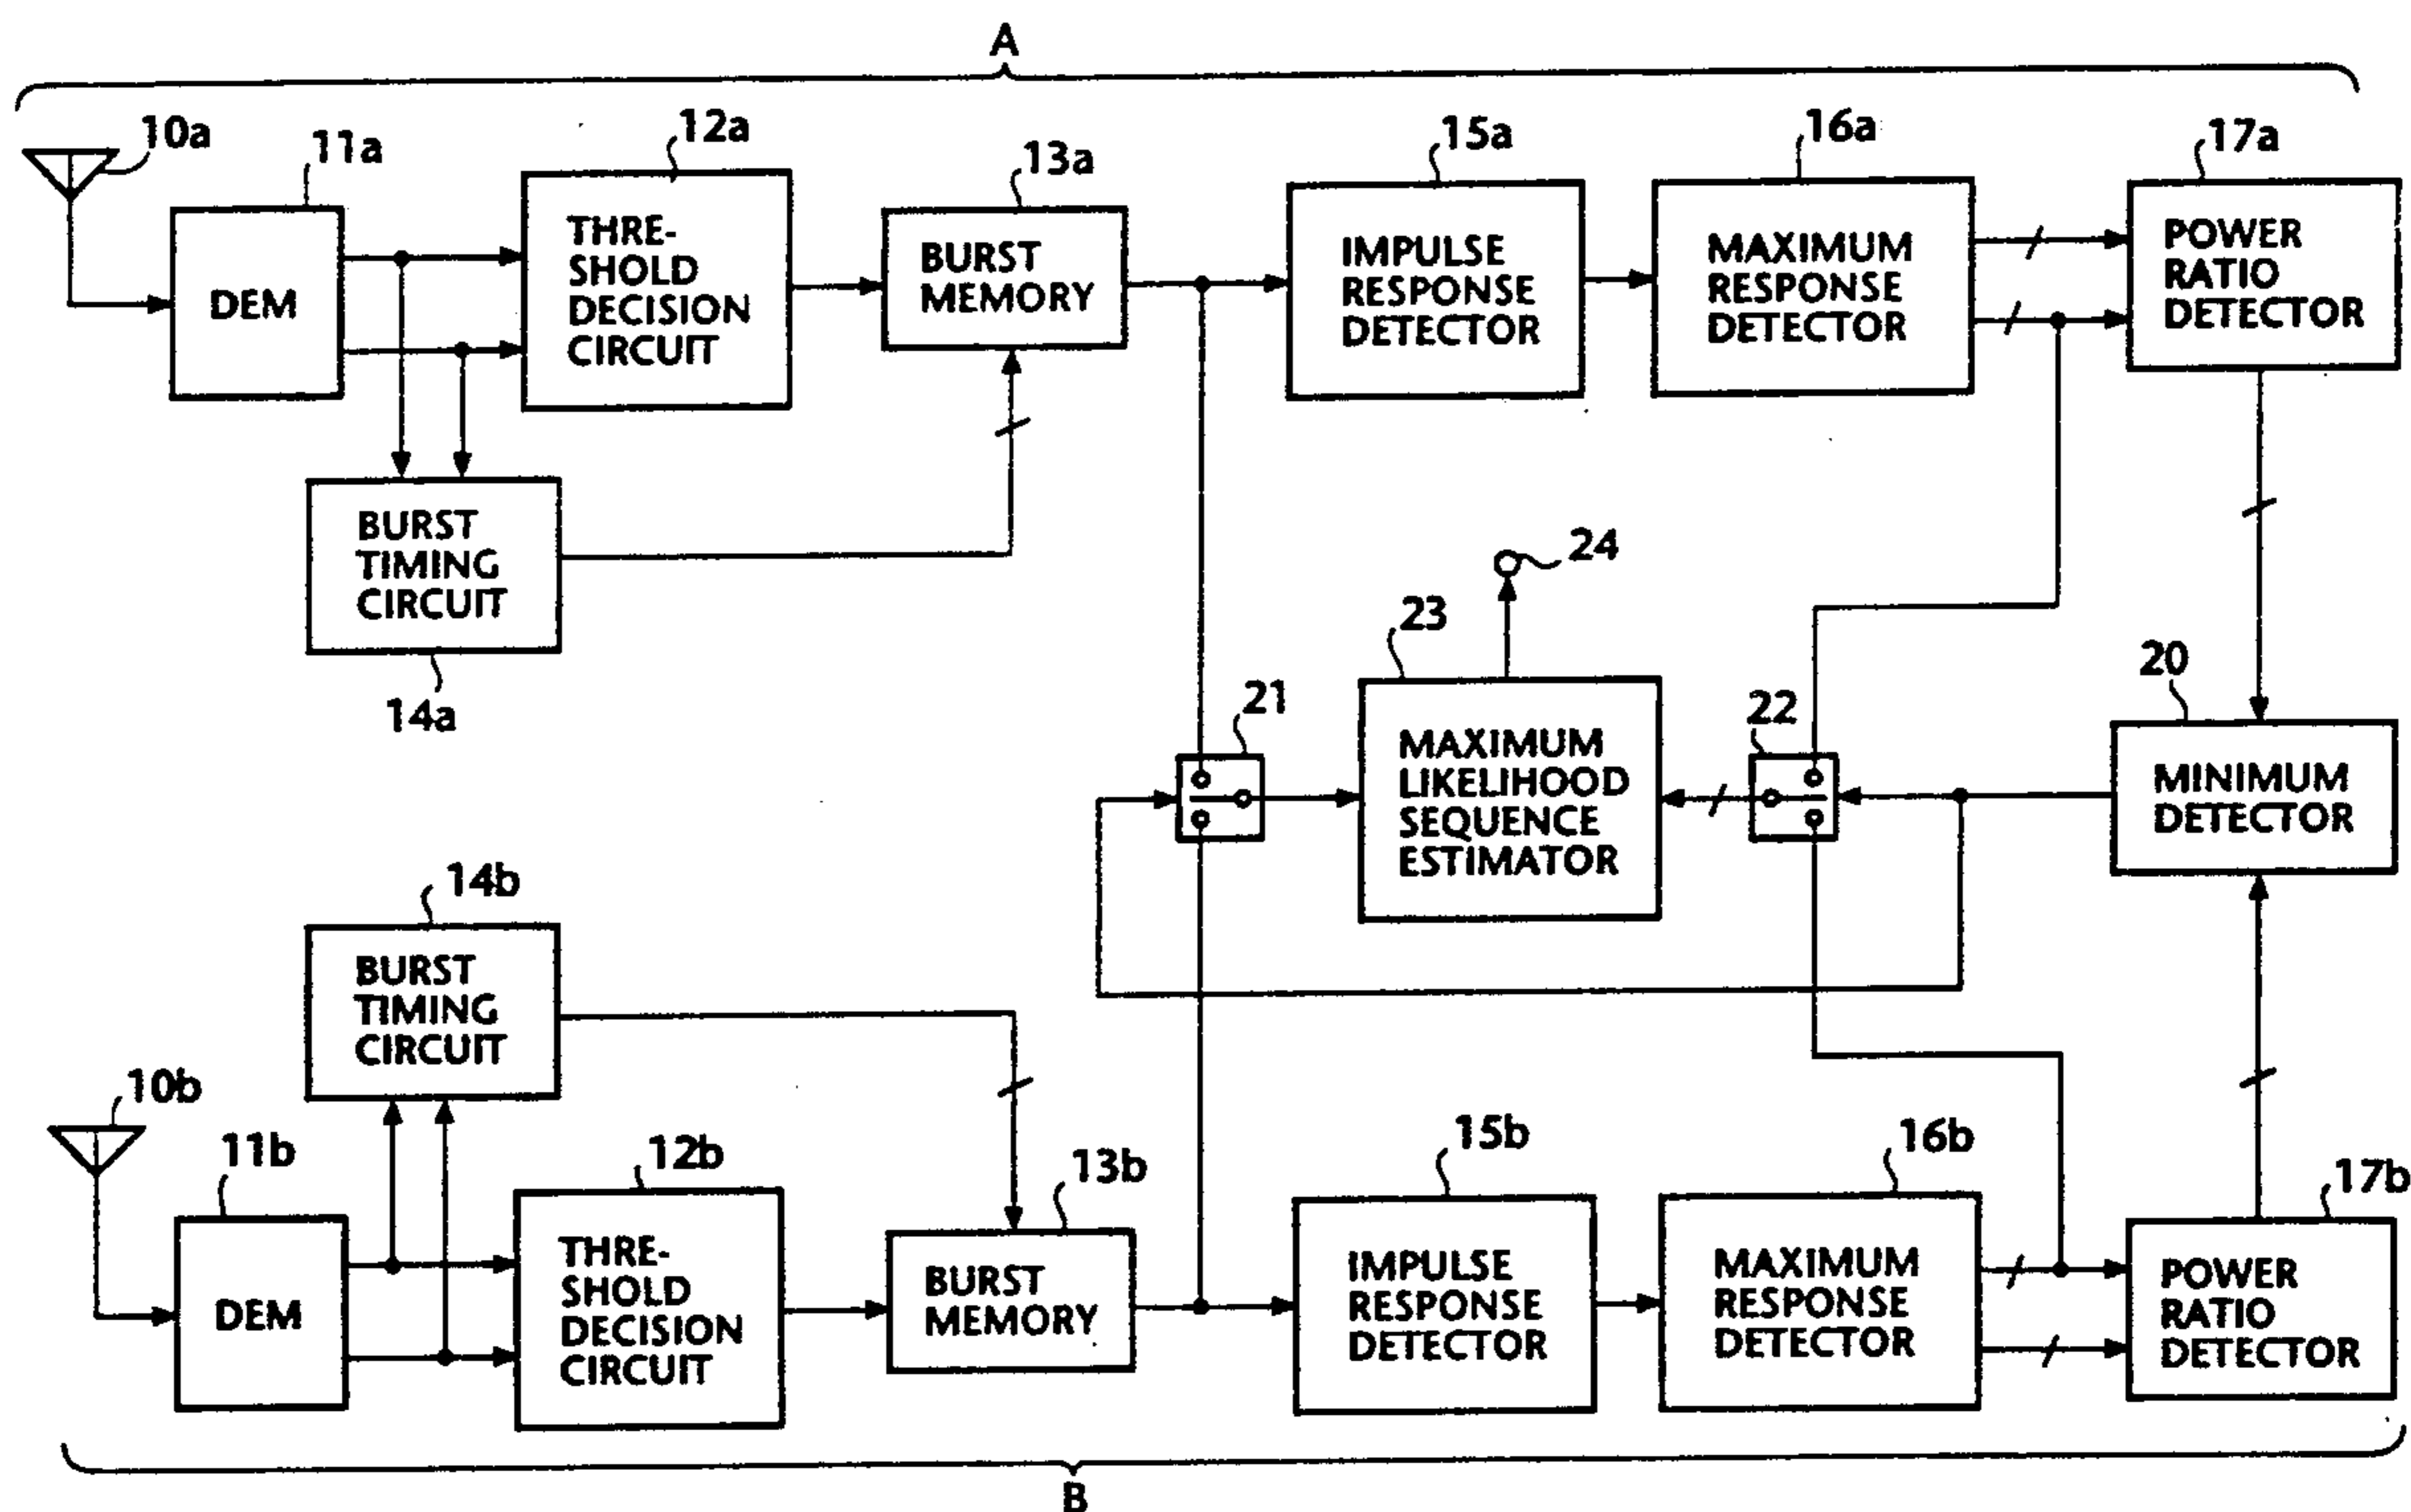 A
10a
11a
12a
13a
15a
16a
17a
DEM
THRE-
SHOLD
DECISION
CIRCUIT
BURST
MEMORY
IMPULSE
RESPONSE
DETECTOR
MAXIMUM
RESPONSE
DETECTOR
POWER
RATIO
DETECTOR
BURST
TIMING
CIRCUIT
14a
24
23
21
22
20
MAXIMUM
LIKELIHOOD
SEQUENCE
ESTIMATOR
MINIMUM
DETECTOR
14b
BURST
TIMING
CIRCUIT
10b
11b
12b
13b
15b
16b
17b
DEM
THRE-
SHOLD
DECISION
CIRCUIT
BURST
MEMORY
IMPULSE
RESPONSE
DETECTOR
MAXIMUM
RESPONSE
DETECTOR
POWER
RATIO
DETECTOR
B